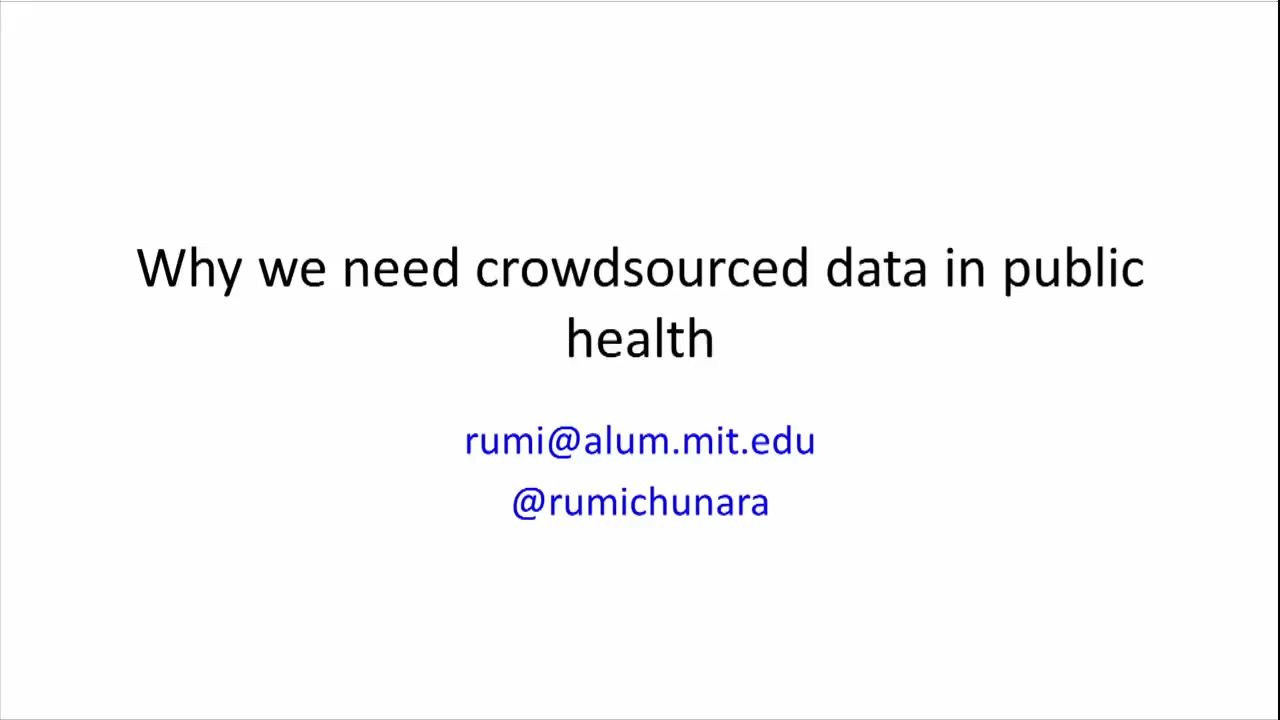 Why we need crowdsourced data in public
health
rumi@alum.mit.edu
@rumichunara